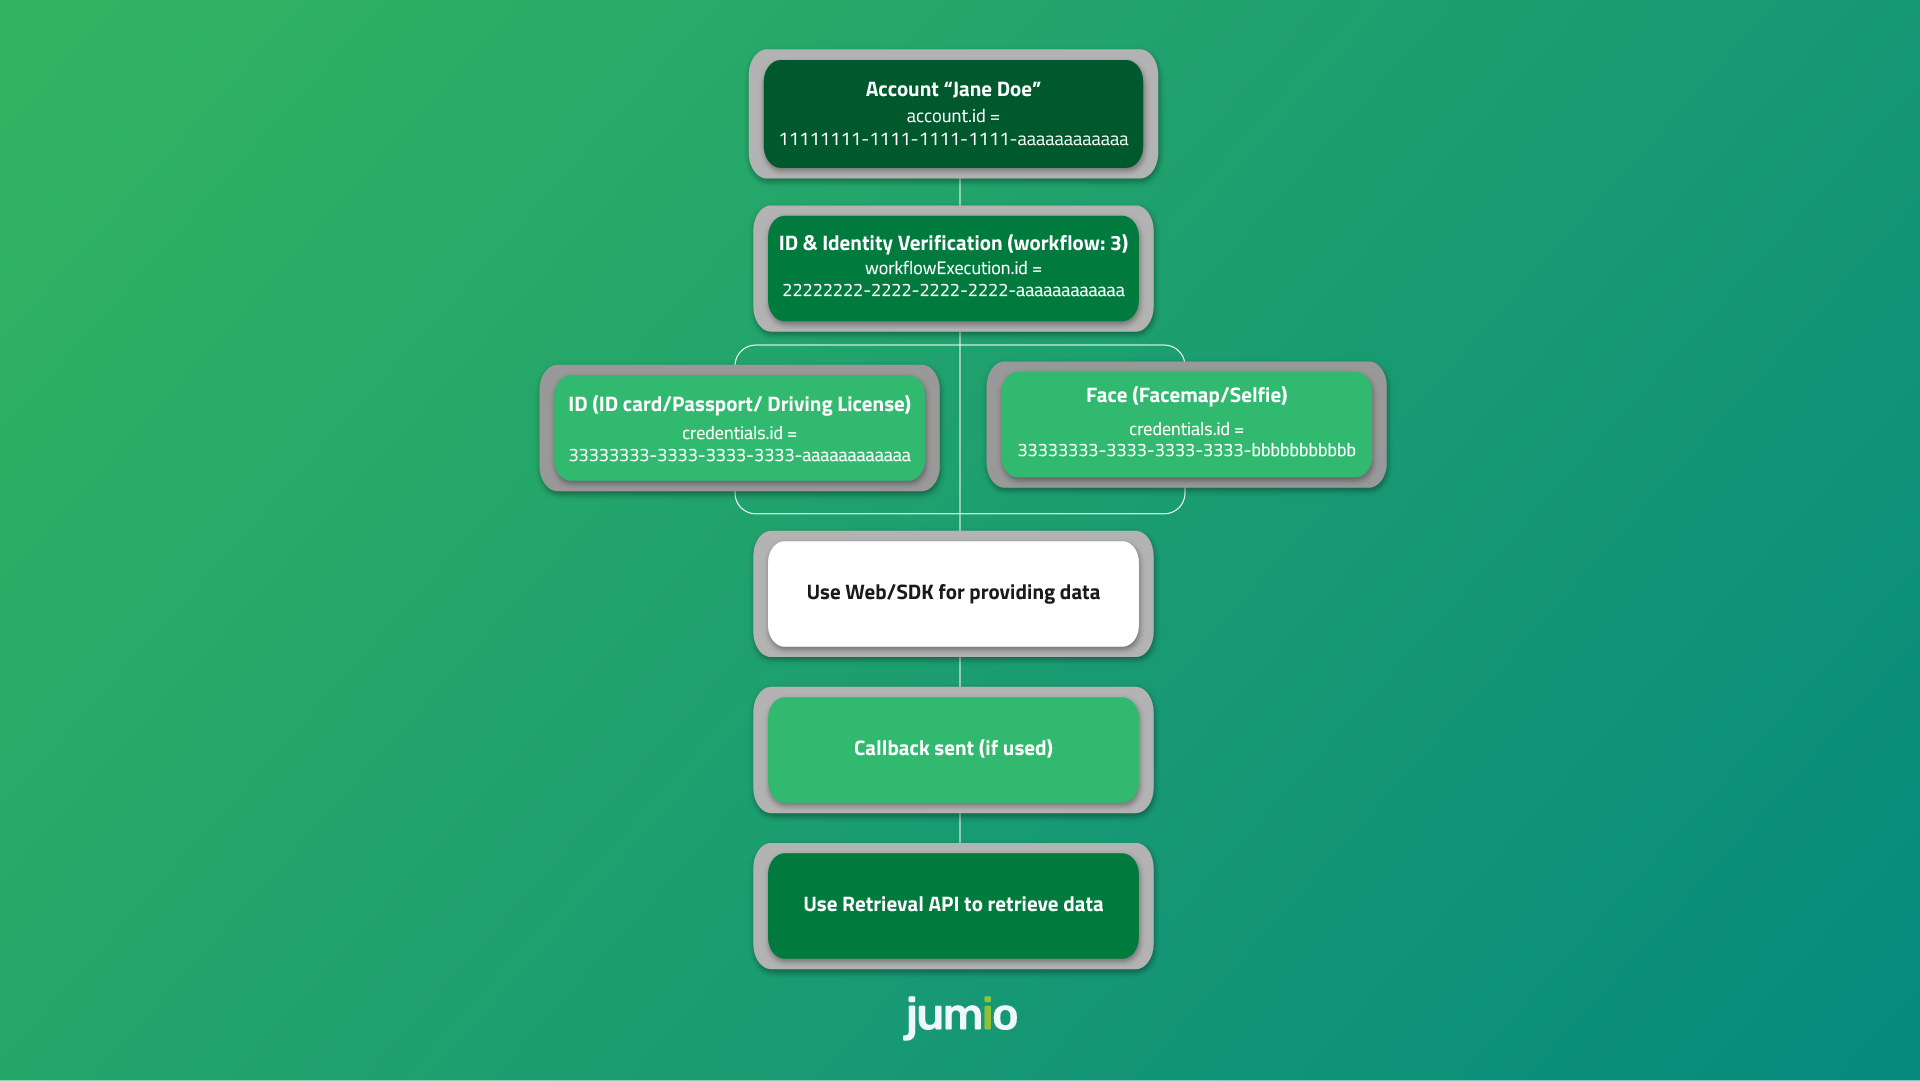 Account “Jane Doe”
account.id =
11111111-1111-1111-1111-aaaaaaaaaaaa
ID & Identity Verification (workflow: 3)
workflowExecution.id =
22222222-2222-2222-2222-aaaaaaaaaaaa
ID (ID card/Passport/ Driving License)
credentials.id =
33333333-3333-3333-3333-aaaaaaaaaaaa
Face (Facemap/Selfie)
credentials.id =
33333333-3333-3333-3333-bbbbbbbbbbb
Use Web/SDK for providing data
Callback sent (if used)
Use Retrieval API to retrieve data
jumio